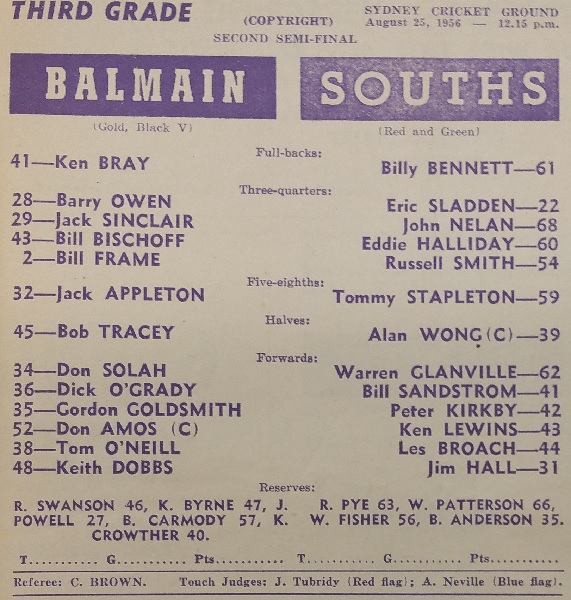 THIRD GRADE
(COPYRIGHT)
SYDNEY CRICKET GROUND
August 25, 1956 — 12.15 p.m.
SECOND SEMI-FINAL
BALMAIN
SOUTHS
(Gold, Black V)
(Red and Green)
Full-backs:
41—Ken BRAY
Billy BENNETT—61
Three-quarters:
28—Barry OWEN
Eric SLADDEN—22
29—Jack SINCLAIR
John NELAN—68
43—Bill BISCHOFF
Eddie HALLIDAY—60
2—Bill FRAME
Russell SMITH—54
Five-eighths:
32—Jack APPLETON
Tommy STAPLETON—59
Halves:
45—Bob TRACEY
Alan WONG (C)—39
Forwards:
34—Don SOLAH
Warren GLANVILLE—62
36—Dick O'GRADY
Bill SANDSTROM—41
35—Gordon GOLDSMITH
Peter KIRKBY—42
52—Don AMOS (C)
Ken LEWINS—43
38—Tom O'NEILL
Les BROACH—44
48—Keith DOBBS
Jim HALL—31
Reserves:
R. SWANSON 46, K. BYRNE 47, J.
POWELL 27, B. CARMODY 57, K.
CROWTHER 40.
R. PYE 63, W. PATTERSON 66,
W. FISHER 56, B. ANDERSON 35.
T.......... G.......... Pts........... T.......... G.......... Pts...........
Referee: C. BROWN. Touch Judges: J. Tubridy (Red flag); A. Neville (Blue flag).